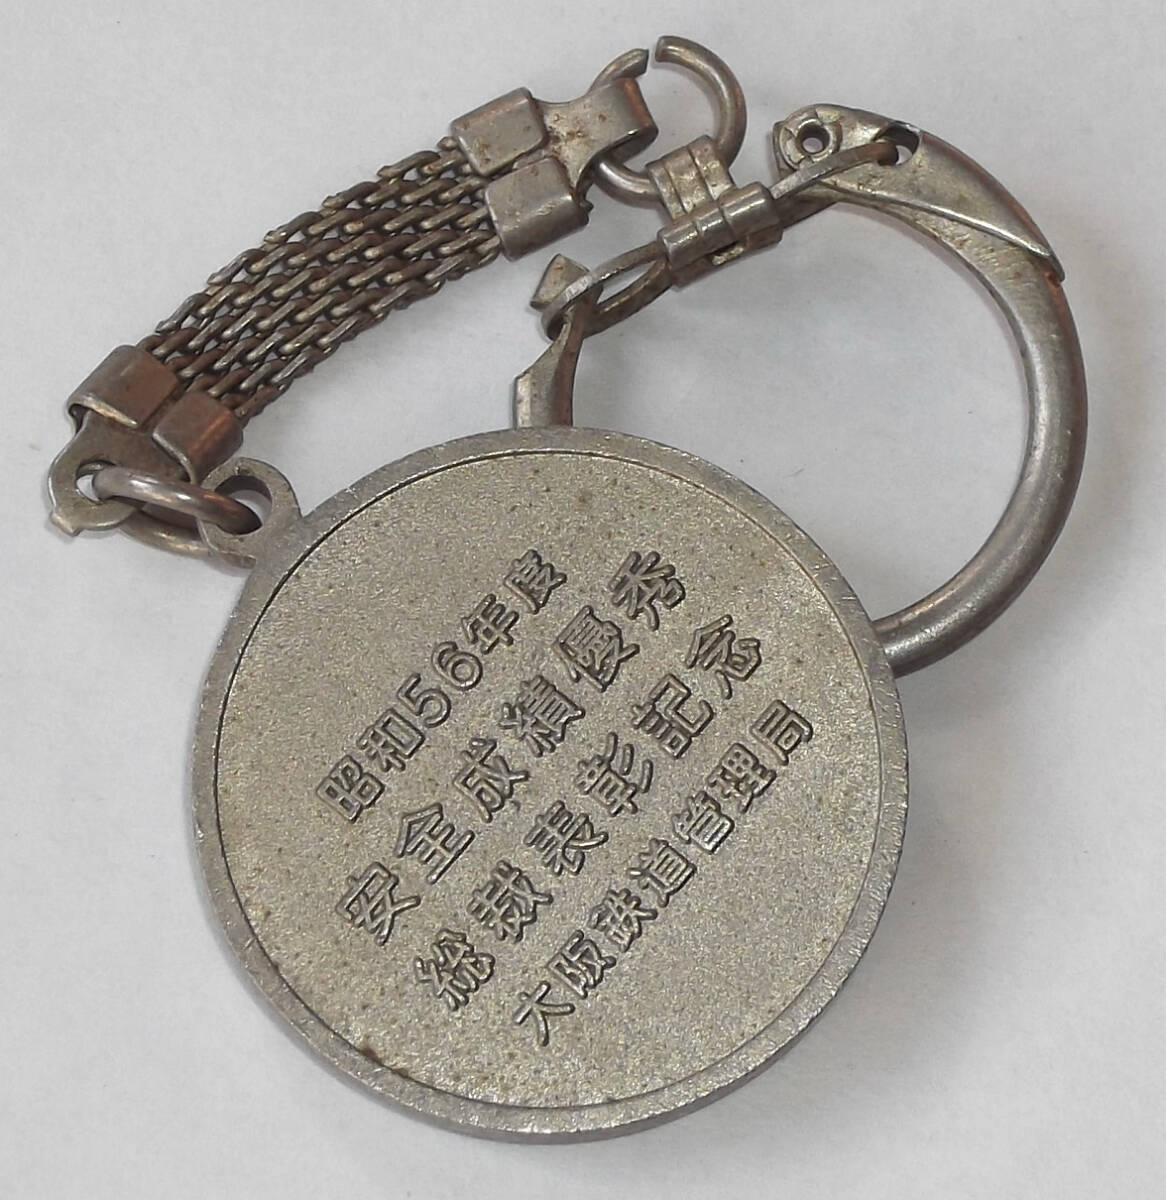 昭和56年度
安全成績優秀
総裁表彰記念
大阪鉄道管理局